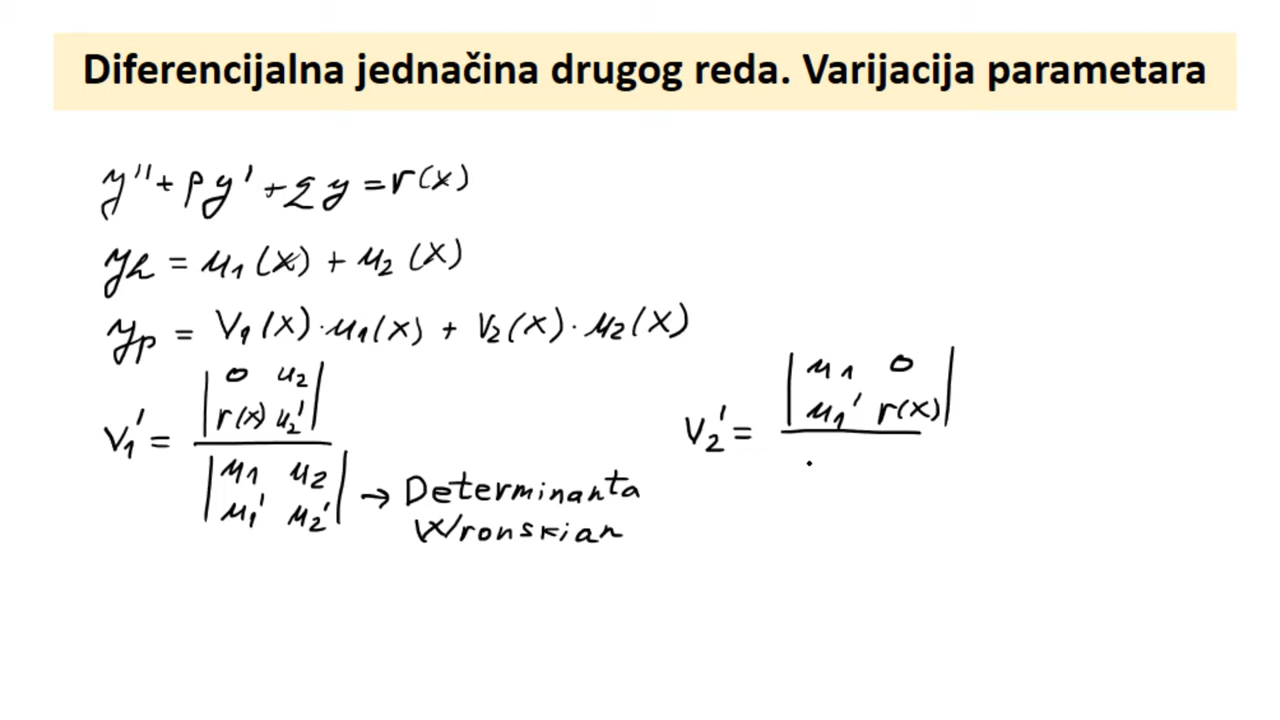 Diferencijalna jednačina drugog reda. Varijacija parametara
y'' + py' + qy = r(x)
yh = u1(x) + u2(x)
yp = V1(x)·u1(x) + V2(x)·u2(x)
V1' = | 0 u2 |
| r(x) u2' |
| u1 u2 |
| u1' u2' | → Determinanta
Wronskian
V2' = | u1 0 |
| u1' r(x) |